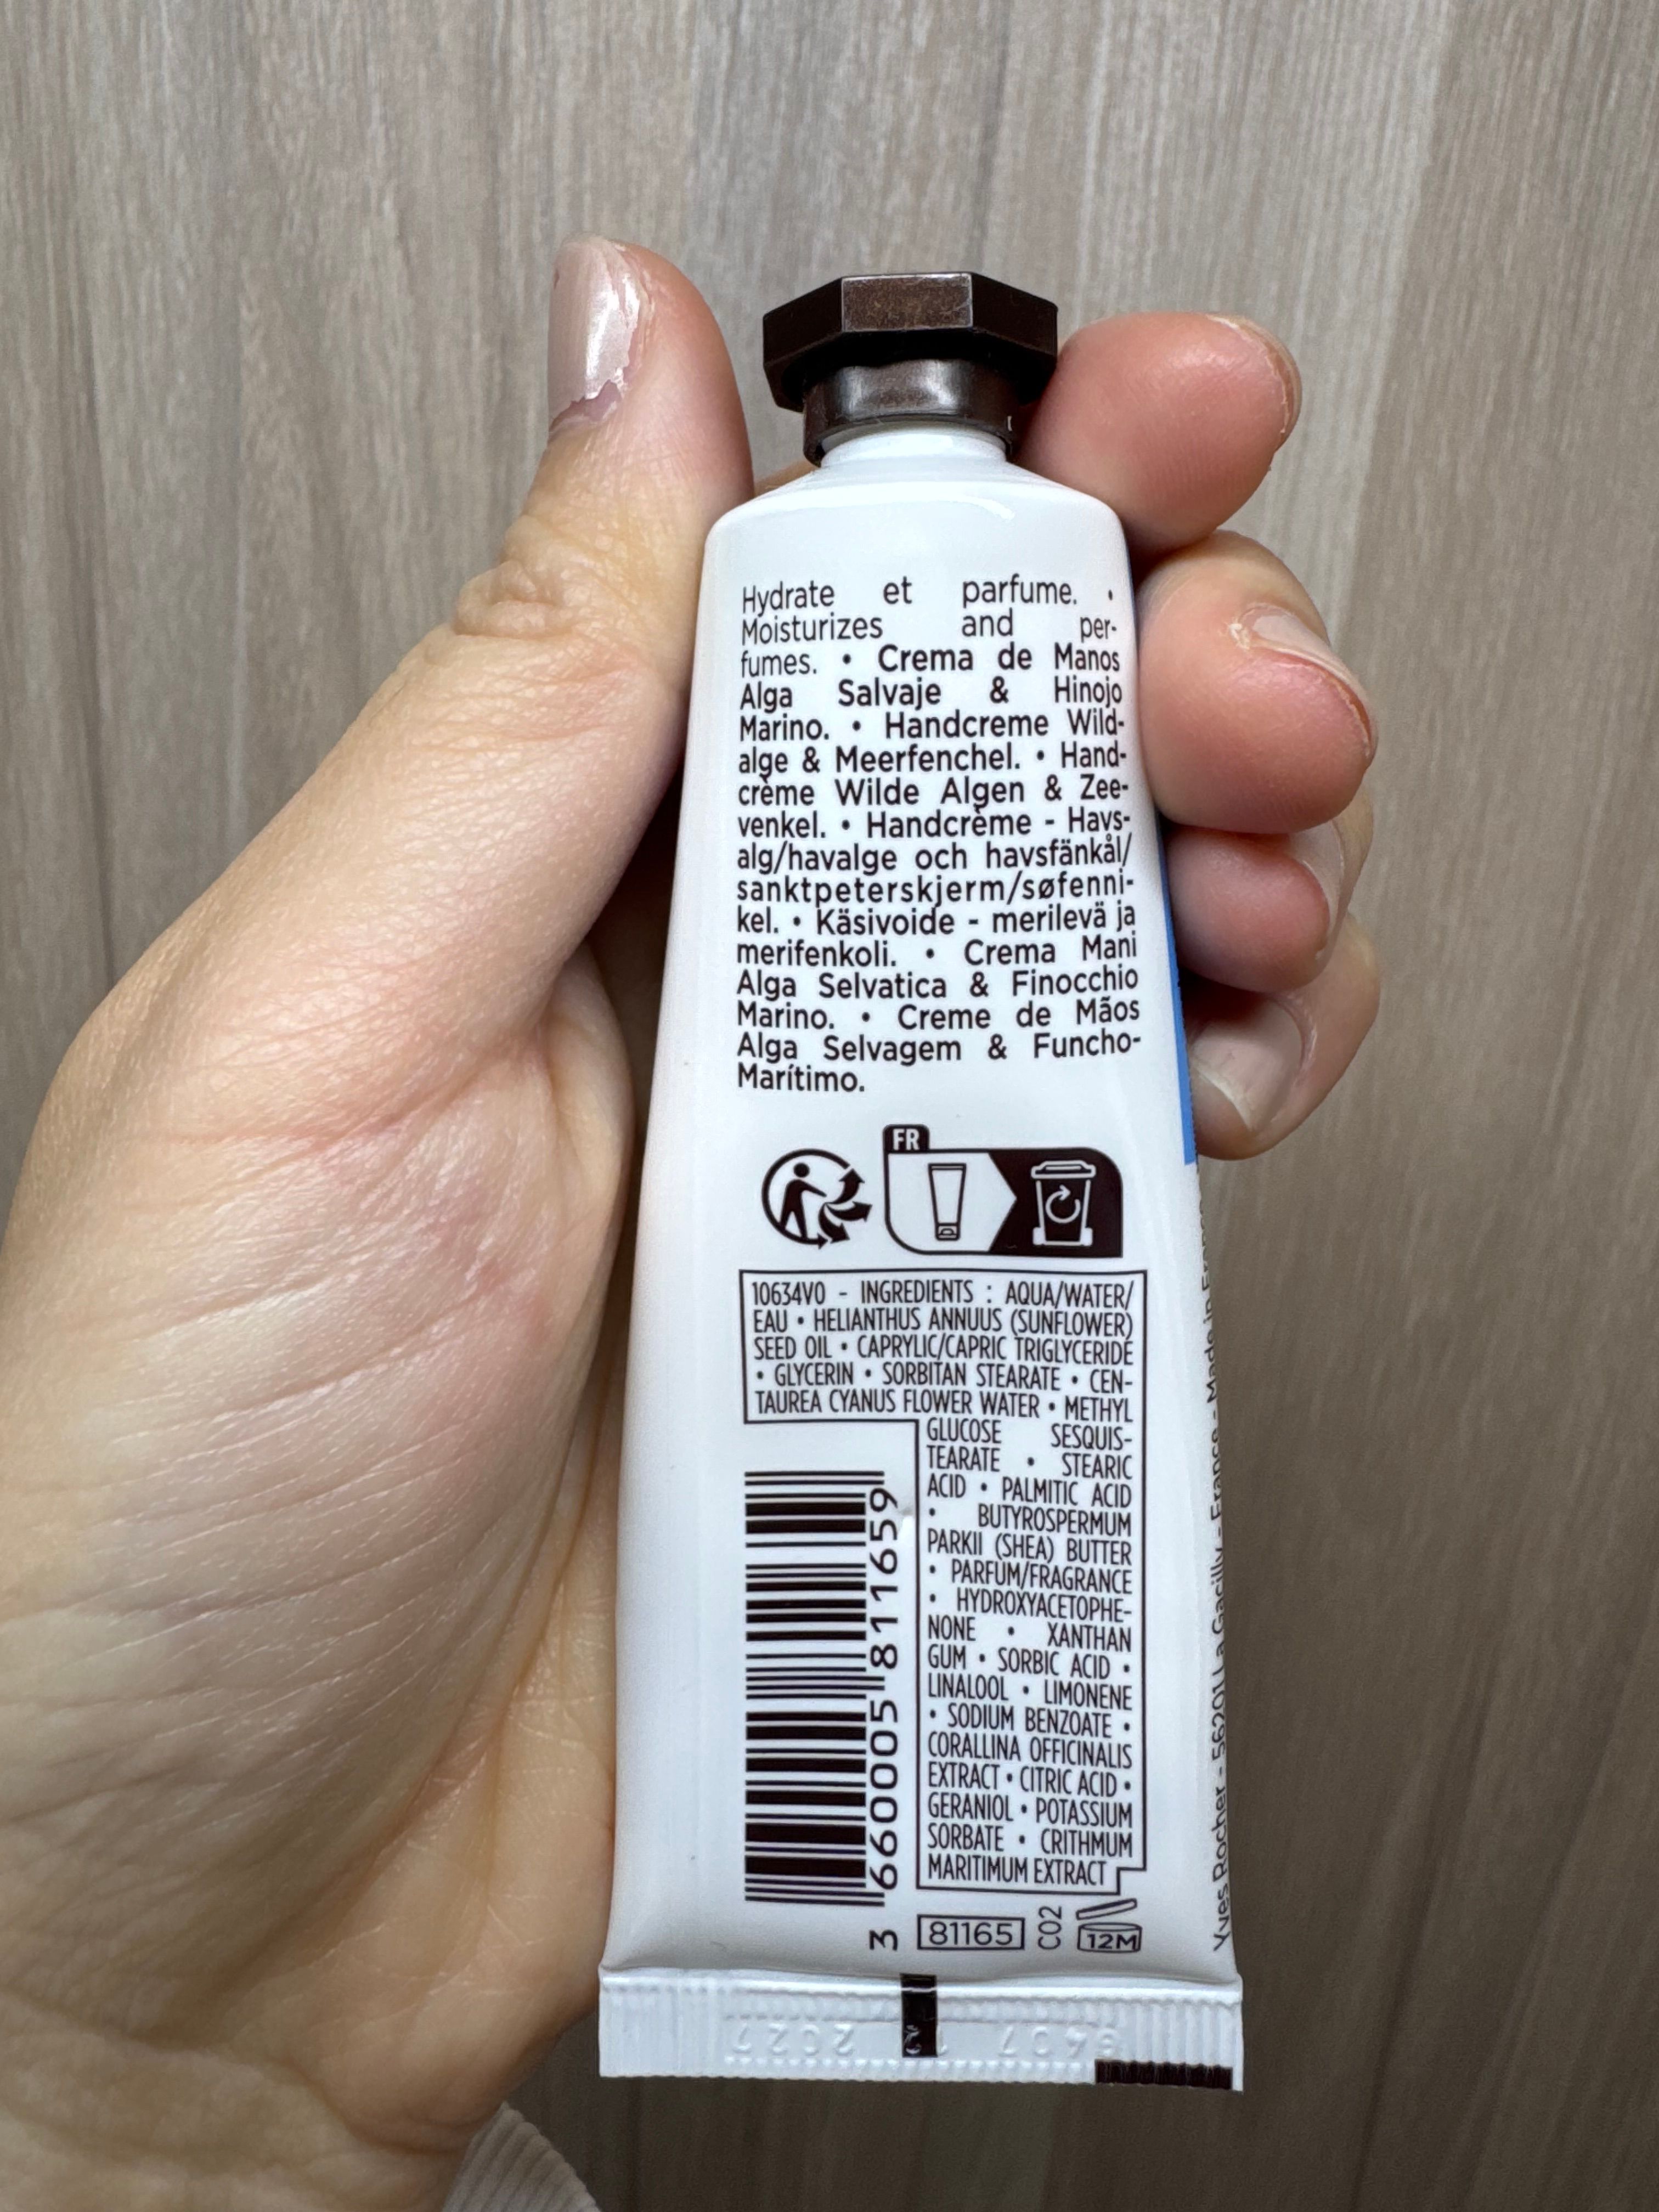 Hydrate et parfume. •
Moisturizes and per-
fumes. • Crema de Manos
Alga Salvaje & Hinojo
Marino. • Handcreme Wild-
alge & Meerfenchel. • Hand-
crème Wilde Algen & Zee-
venkel. • Handcrème - Havs-
alg/havalge och havsfänkål/
sanktpeterskjerm/søfenni-
kel. • Käsivoide - merilevä ja
merifenkoli. • Crema Mani
Alga Selvatica & Finocchio
Marino. • Creme de Mãos
Alga Selvagem & Funcho-
Marítimo.
FR
10634V0 - INGREDIENTS : AQUA/WATER/
EAU • HELIANTHUS ANNUUS (SUNFLOWER)
SEED OIL • CAPRYLIC/CAPRIC TRIGLYCERIDE
• GLYCERIN • SORBITAN STEARATE • CEN-
TAUREA CYANUS FLOWER WATER • METHYL
GLUCOSE SESQUIS-
TEARATE • STEARIC
ACID • PALMITIC ACID
• BUTYROSPERMUM
PARKII (SHEA) BUTTER
• PARFUM/FRAGRANCE
• HYDROXYACETOPHE-
NONE • XANTHAN
GUM • SORBIC ACID •
LINALOOL • LIMONENE
• SODIUM BENZOATE •
CORALLINA OFFICINALIS
EXTRACT • CITRIC ACID •
GERANIOL • POTASSIUM
SORBATE • CRITHMUM
MARITIMUM EXTRACT
3 660005 811659
81165
C02
12M
Yves Rocher - 56201 La Gacilly - France - Made in
2027